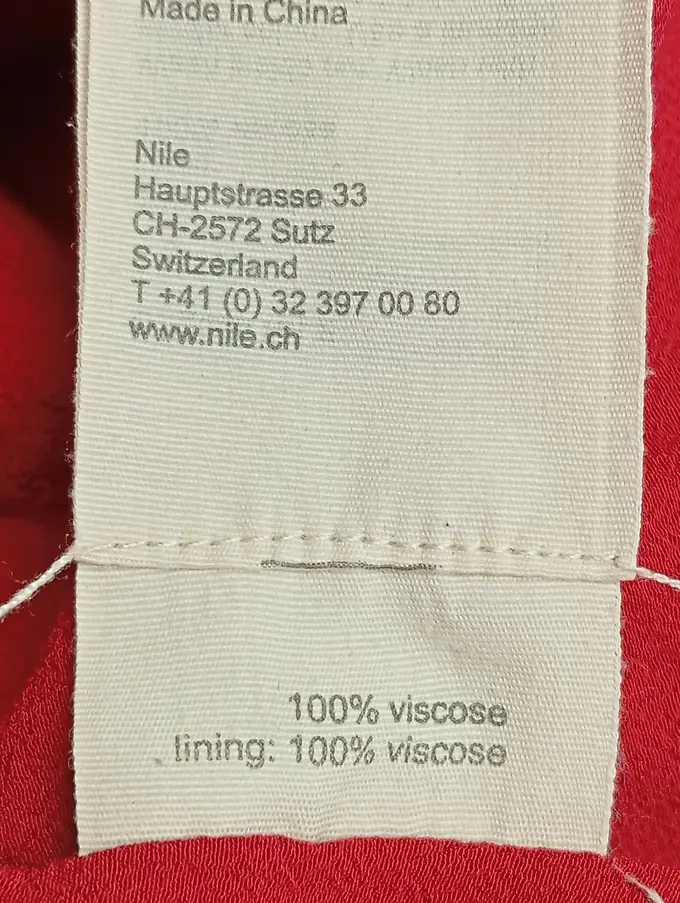 Made in China
Nile
Hauptstrasse 33
CH-2572 Sutz
Switzerland
T +41 (0) 32 397 00 80
www.nile.ch
100% viscose
lining: 100% viscose